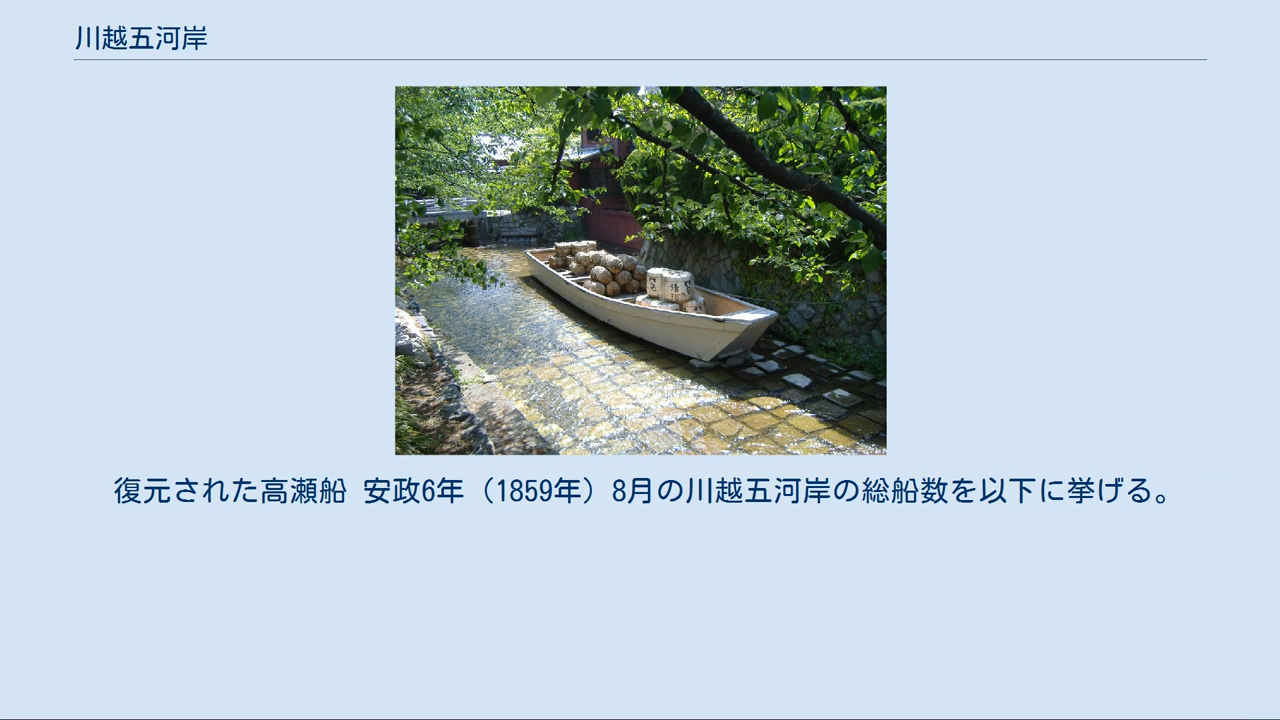 川越五河岸
復元された高瀬船 安政6年（1859年）8月の川越五河岸の総船数を以下に挙げる。